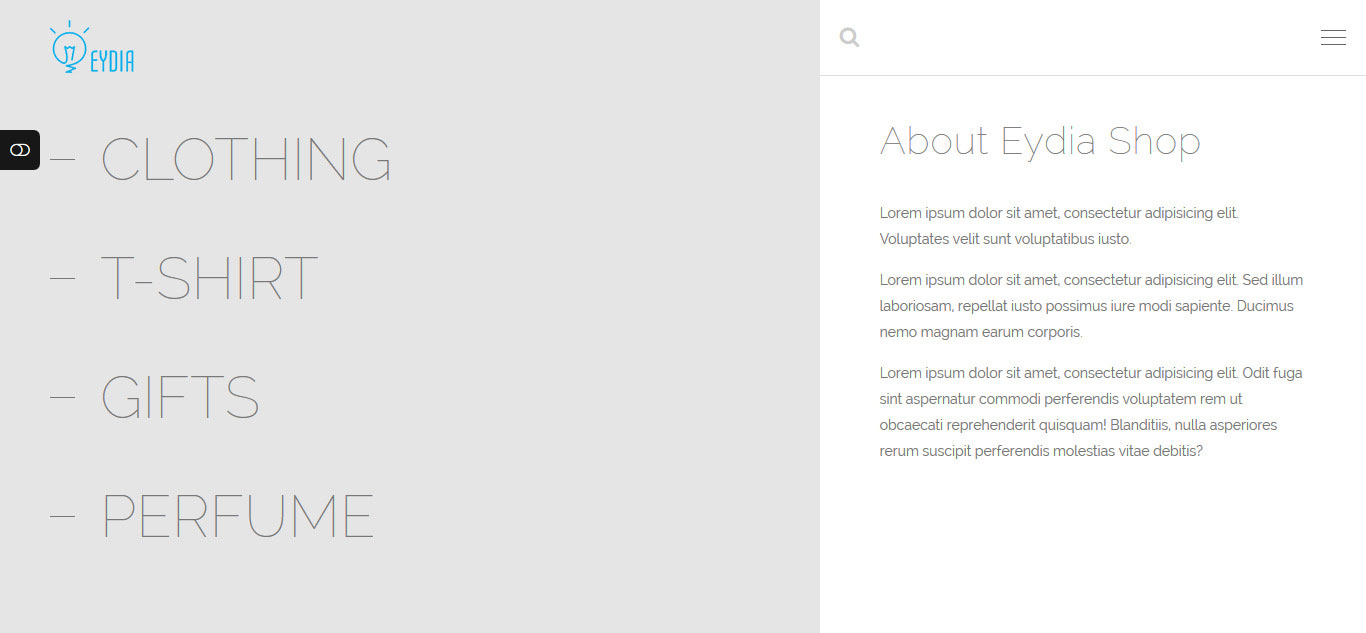 EYDIA
CLOTHING
T-SHIRT
GIFTS
PERFUME
About Eydia Shop
Lorem ipsum dolor sit amet, consectetur adipisicing elit.
Voluptates velit sunt voluptatibus iusto.
Lorem ipsum dolor sit amet, consectetur adipisicing elit. Sed illum
laboriosam, repellat iusto possimus iure modi sapiente. Ducimus
nemo magnam earum corporis.
Lorem ipsum dolor sit amet, consectetur adipisicing elit. Odit fuga
sint aspernatur commodi perferendis voluptatem rem ut
obcaecati reprehenderit quisquam! Blanditiis, nulla asperiores
rerum suscipit perferendis molestias vitae debitis?